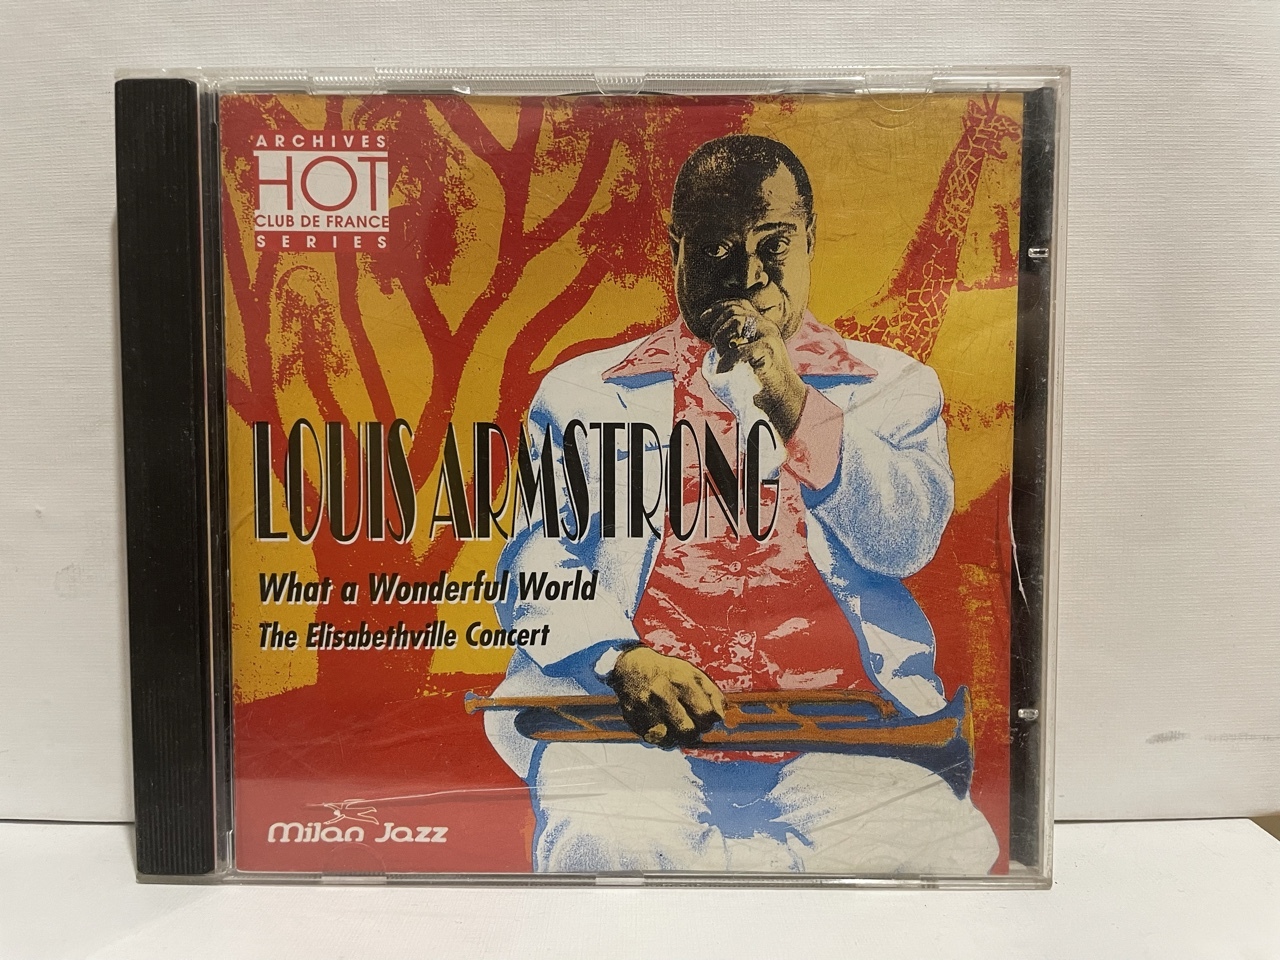 ARCHIVES
HOT
CLUB DE FRANCE
SERIES
LOUIS ARMSTRONG
What a Wonderful World
The Elisabethville Concert
Milan Jazz